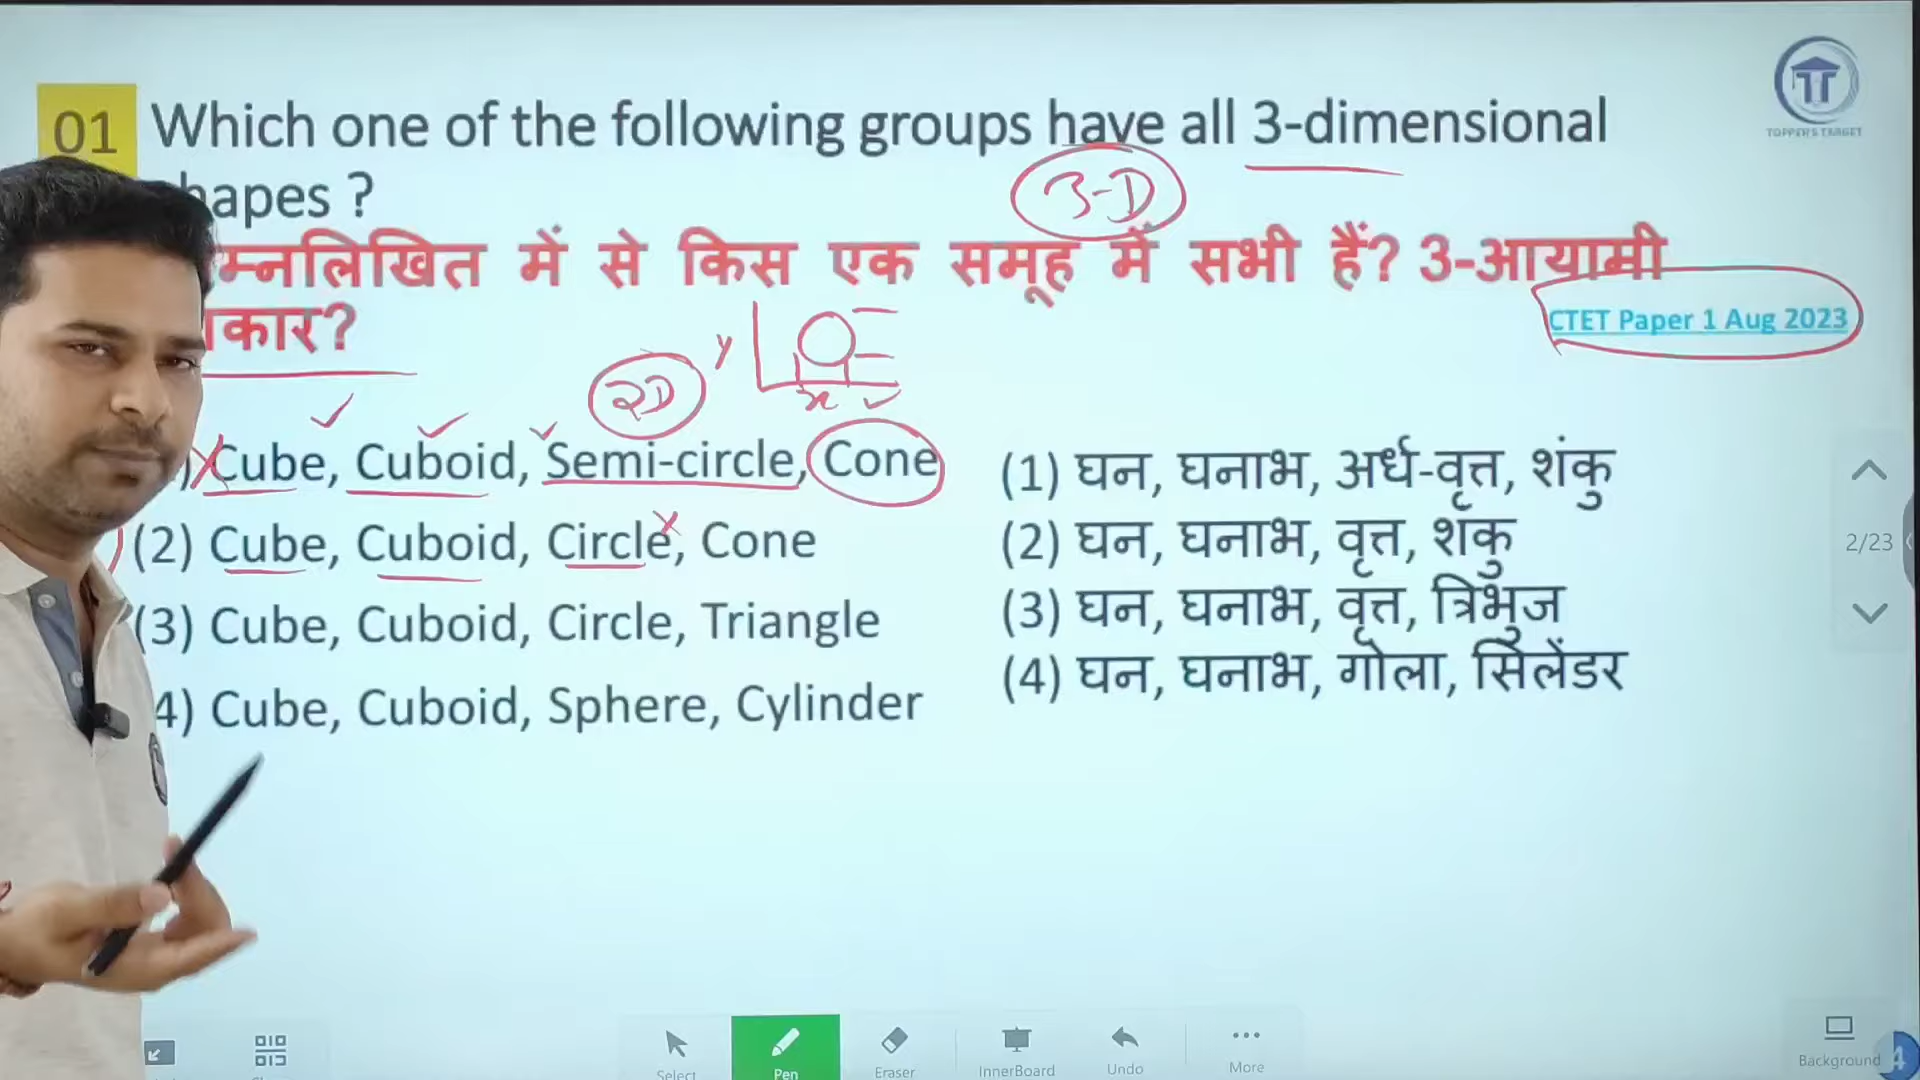 01 Which one of the following groups have all 3-dimensional
hapes ?
3-D
म्नलिखित में से किस एक समूह में सभी हैं? 3-आयामी
कार?
CTET Paper 1 Aug 2023
TOPPERS TARGET
2D
y
x
) Cube, Cuboid, Semi-circle, Cone
(2) Cube, Cuboid, Circle, Cone
(3) Cube, Cuboid, Circle, Triangle
4) Cube, Cuboid, Sphere, Cylinder
(1) घन, घनाभ, अर्ध-वृत्त, शंकु
(2) घन, घनाभ, वृत्त, शंकु
(3) घन, घनाभ, वृत्त, त्रिभुज
(4) घन, घनाभ, गोला, सिलेंडर
2/23
Select Pen Eraser InnerBoard Undo More
Background 4